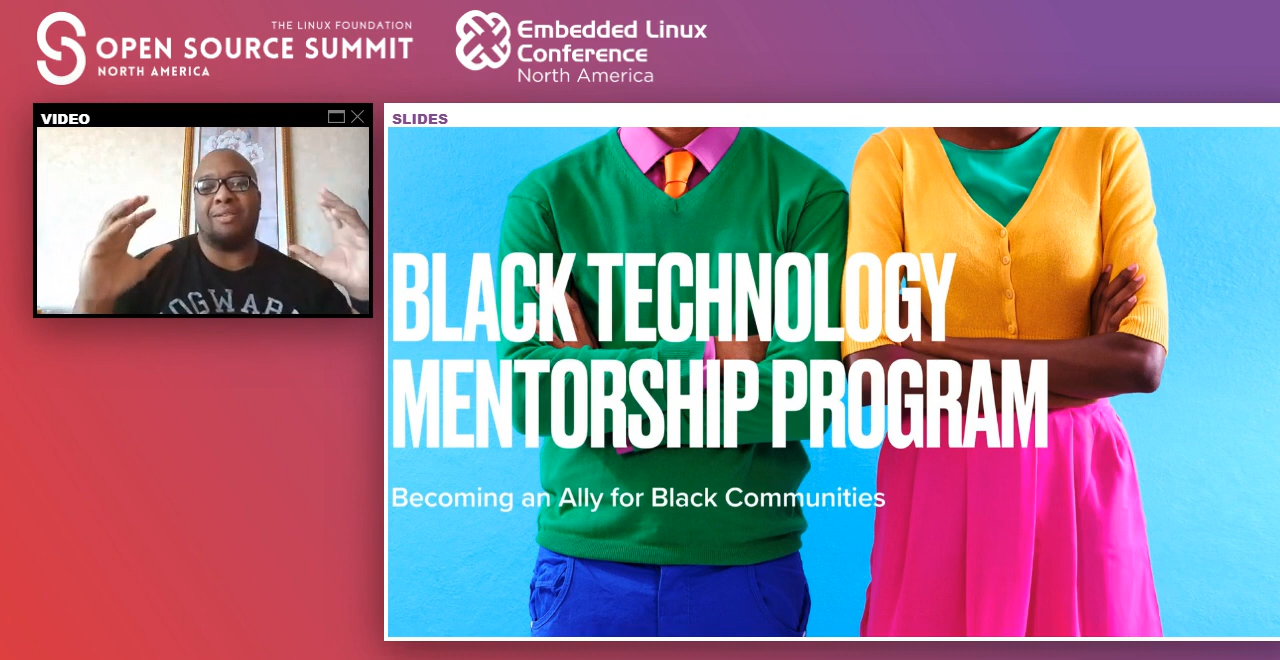 THE LINUX FOUNDATION
OPEN SOURCE SUMMIT
NORTH AMERICA
Embedded Linux
Conference
North America
VIDEO
SLIDES
BLACK TECHNOLOGY
MENTORSHIP PROGRAM
Becoming an Ally for Black Communities